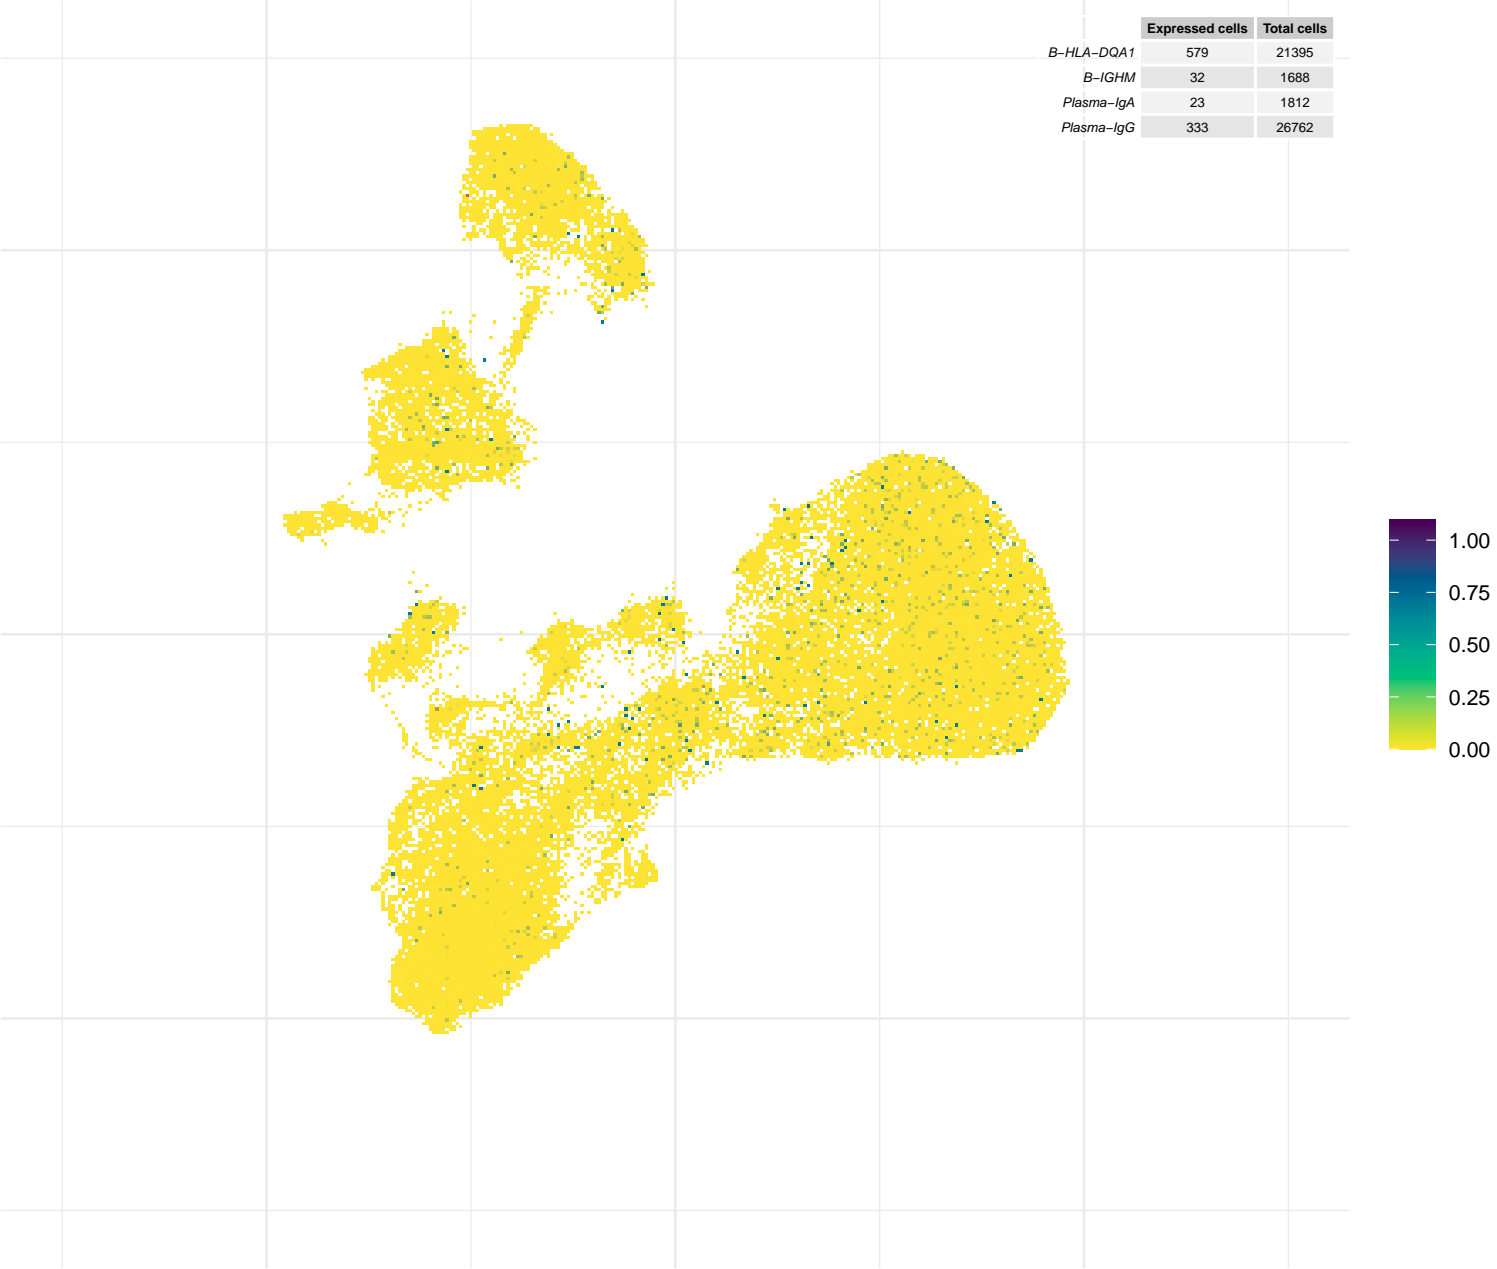 Expressed cells Total cells
B−HLA−DQA1 579 21395
B−IGHM 32 1688
Plasma−IgA 23 1812
Plasma−IgG 333 26762
1.00
0.75
0.50
0.25
0.00